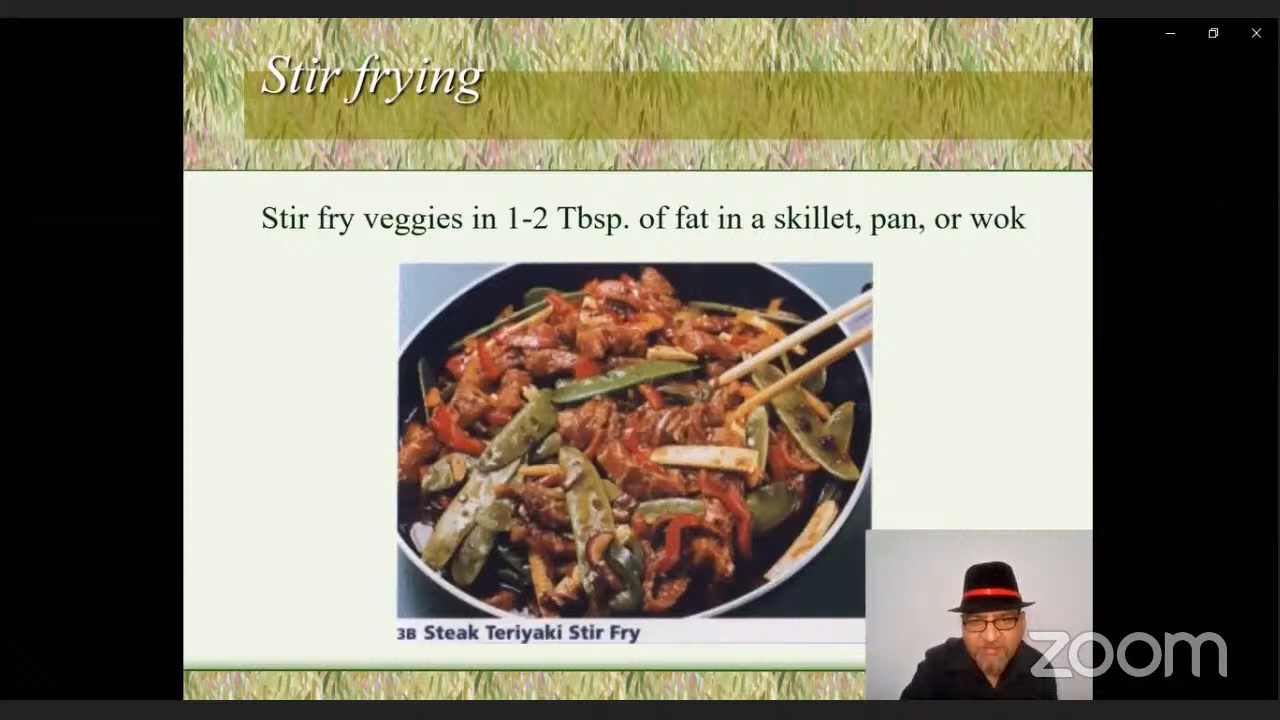 Stir frying
Stir fry veggies in 1-2 Tbsp. of fat in a skillet, pan, or wok
3B Steak Teriyaki Stir Fry
zoom